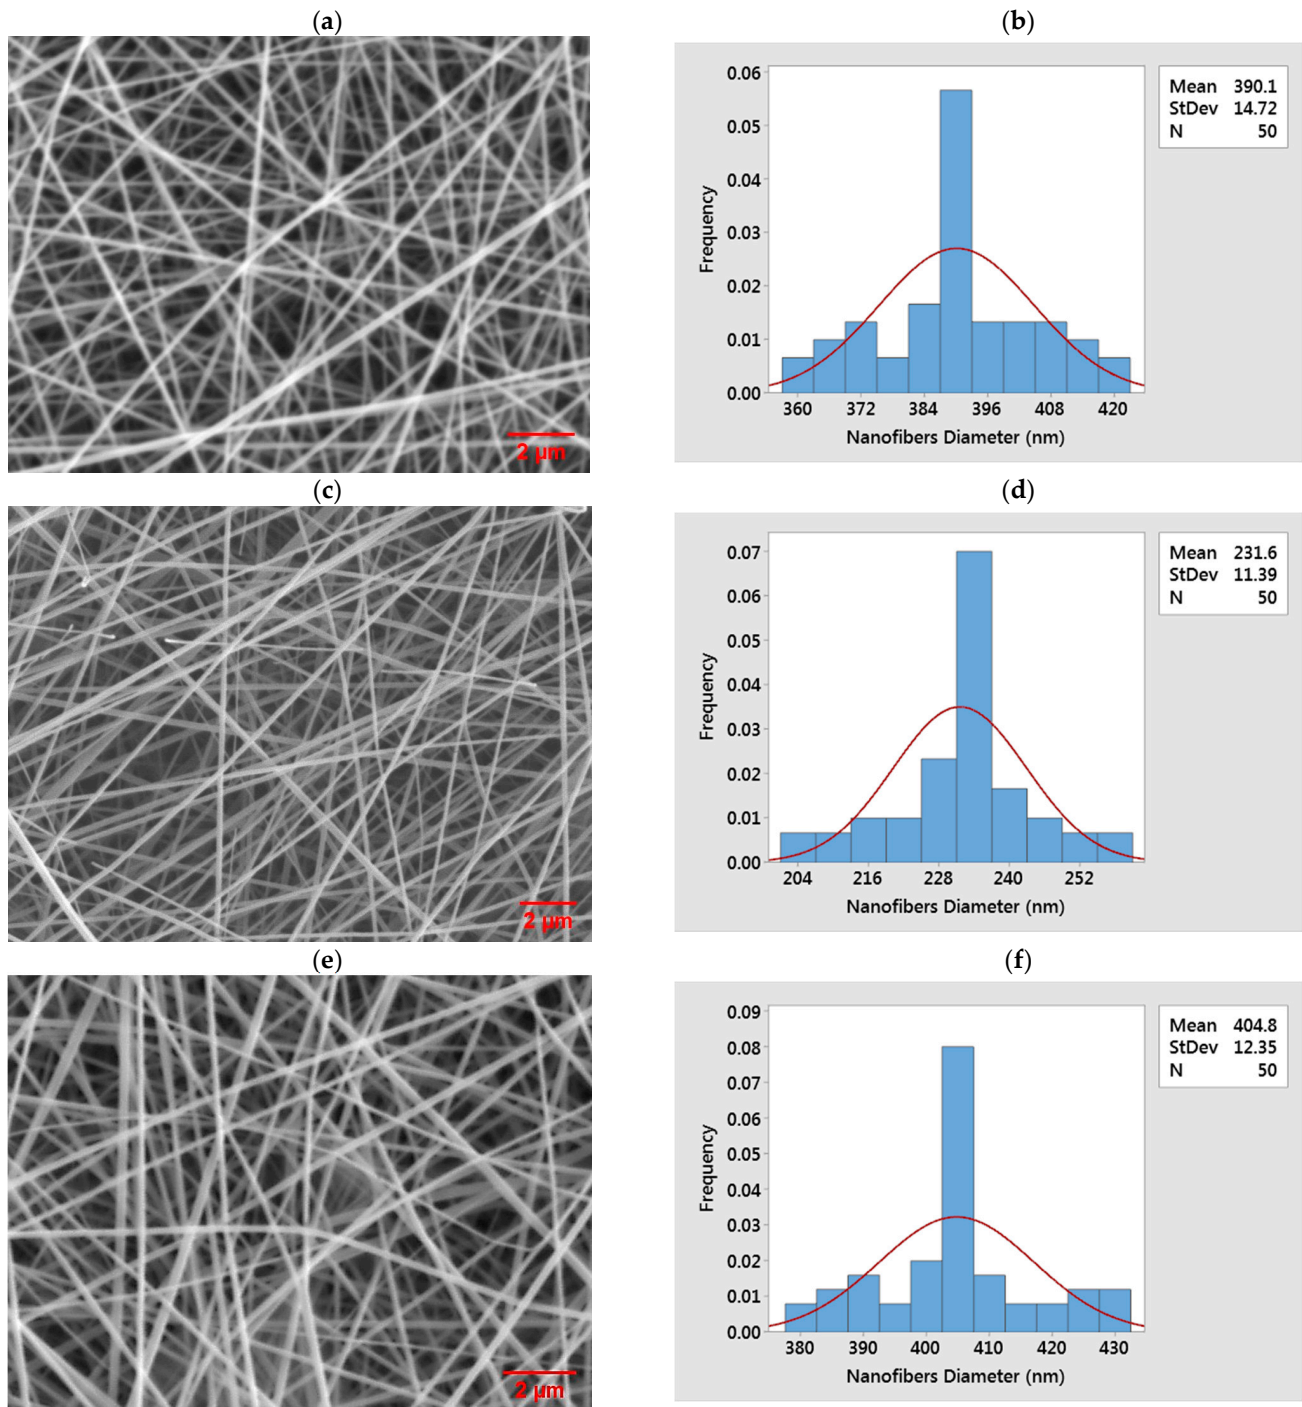 (a)
(b)
2 μm
0.06
0.05
0.04
0.03
0.02
0.01
0.00
Frequency
360 372 384 396 408 420
Nanofibers Diameter (nm)
Mean 390.1
StDev 14.72
N 50
(c)
(d)
2 μm
0.07
0.06
0.05
0.04
0.03
0.02
0.01
0.00
Frequency
204 216 228 240 252
Nanofibers Diameter (nm)
Mean 231.6
StDev 11.39
N 50
(e)
(f)
2 μm
0.09
0.08
0.07
0.06
0.05
0.04
0.03
0.02
0.01
0.00
Frequency
380 390 400 410 420 430
Nanofibers Diameter (nm)
Mean 404.8
StDev 12.35
N 50